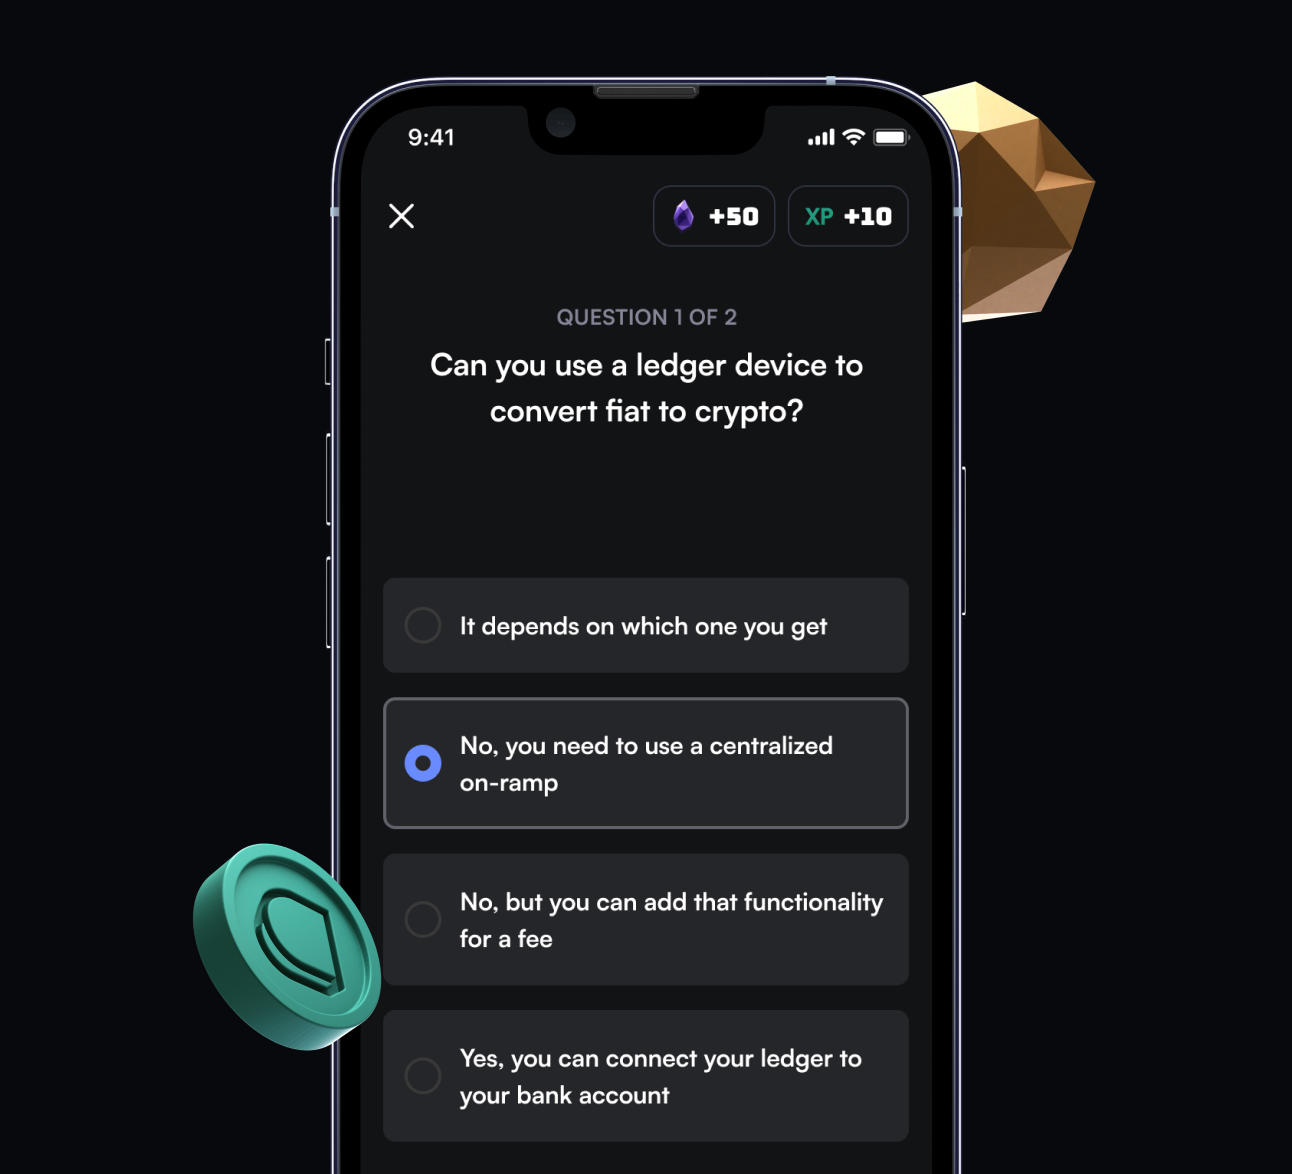 9:41
+50
XP +10
QUESTION 1 OF 2
Can you use a ledger device to
convert fiat to crypto?
It depends on which one you get
No, you need to use a centralized
on-ramp
No, but you can add that functionality
for a fee
Yes, you can connect your ledger to
your bank account